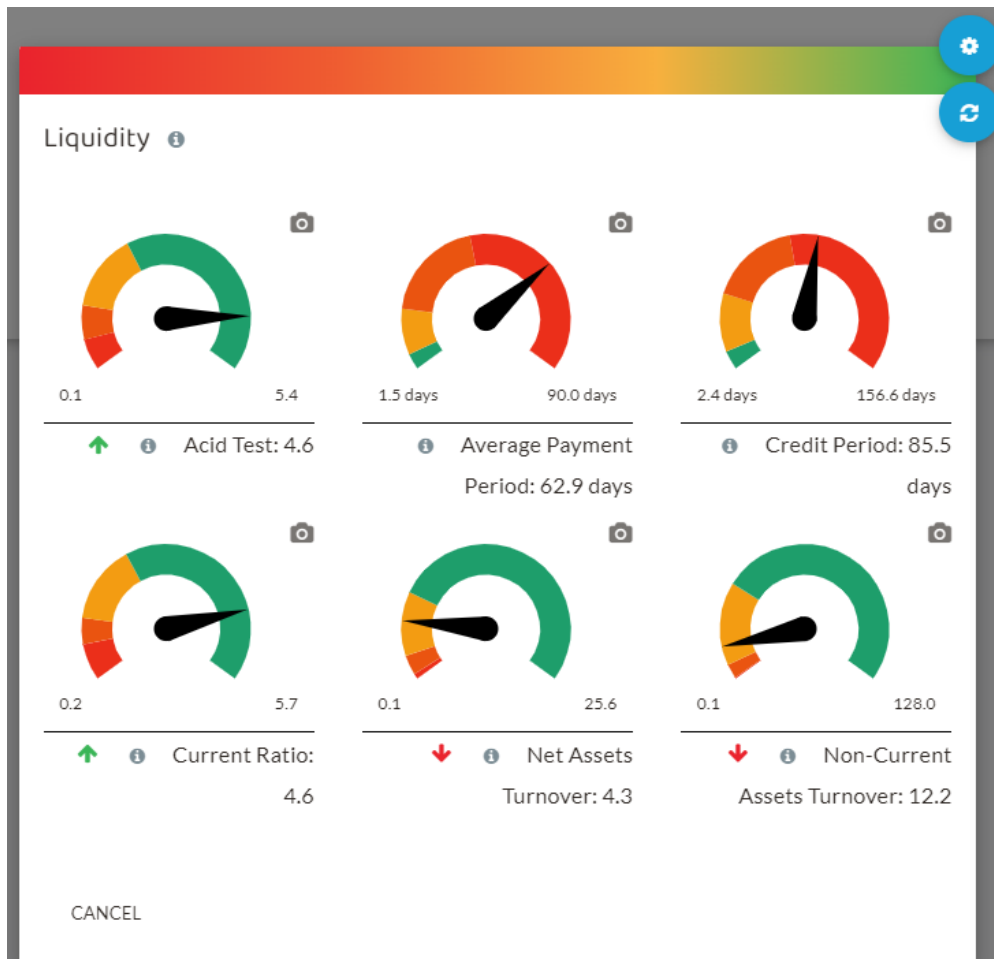 Liquidity
0.1 5.4
1.5 days 90.0 days
2.4 days 156.6 days
Acid Test: 4.6
Average Payment
Period: 62.9 days
Credit Period: 85.5
days
0.2 5.7
0.1 25.6
0.1 128.0
Current Ratio:
4.6
Net Assets
Turnover: 4.3
Non-Current
Assets Turnover: 12.2
CANCEL